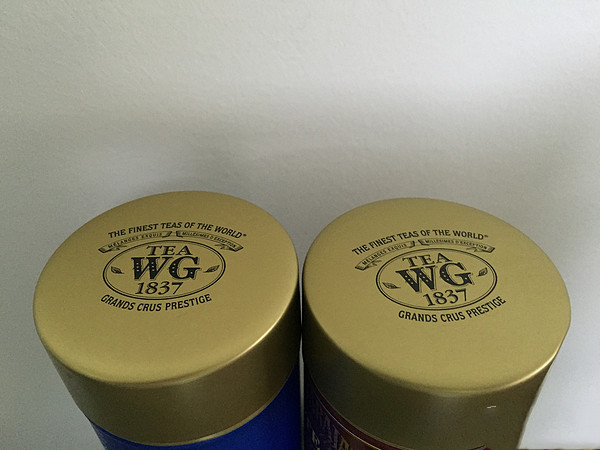 THE FINEST TEAS OF THE WORLD
MÉLANGES EXQUIS MILLÉSIMES D'EXCEPTION
TEA
WG
1837
GRANDS CRUS PRESTIGE
THE FINEST TEAS OF THE WORLD
MÉLANGES EXQUIS MILLÉSIMES D'EXCEPTION
TEA
WG
1837
GRANDS CRUS PRESTIGE